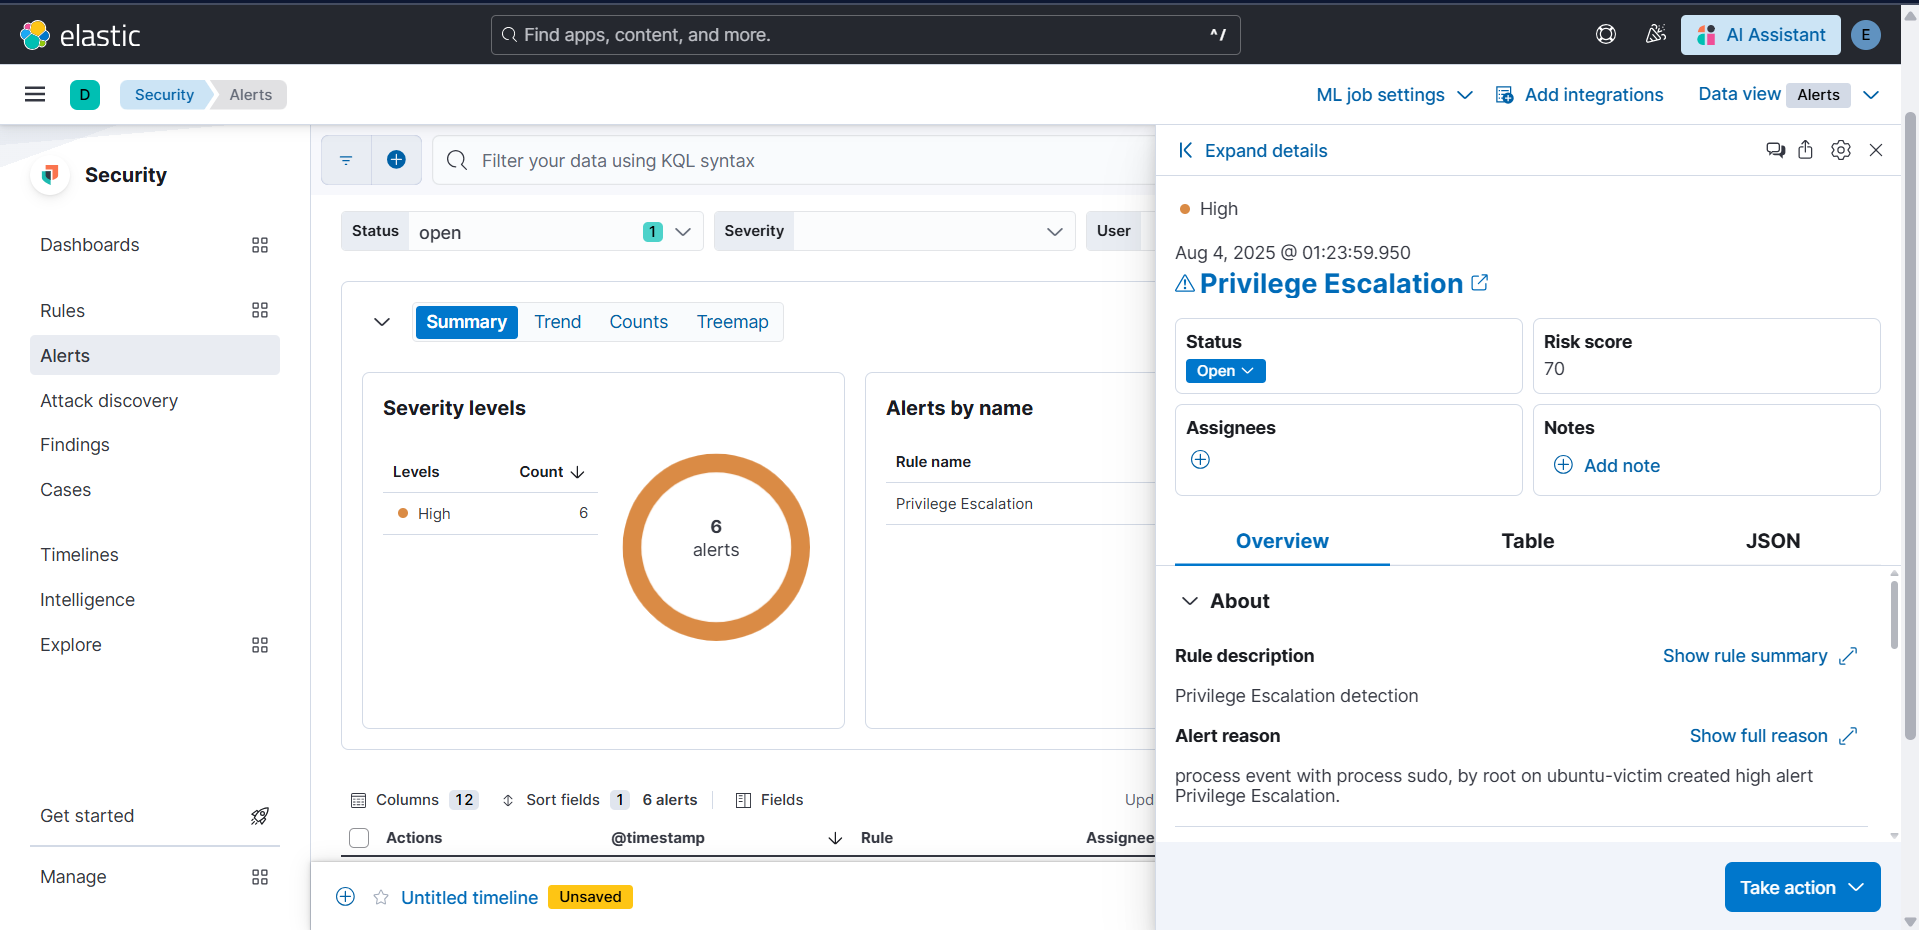 elastic
Find apps, content, and more.
^/
AI Assistant
E
D
Security
Alerts
ML job settings
Add integrations
Data view
Alerts
Security
Dashboards
Rules
Alerts
Attack discovery
Findings
Cases
Timelines
Intelligence
Explore
Get started
Manage
Filter your data using KQL syntax
Status
open
1
Severity
User
Summary
Trend
Counts
Treemap
Severity levels
Levels
Count
High
6
6
alerts
Alerts by name
Rule name
Privilege Escalation
Columns
12
Sort fields
1
6 alerts
Fields
Upd
Actions
@timestamp
Rule
Assignee
Untitled timeline
Unsaved
Expand details
High
Aug 4, 2025 @ 01:23:59.950
Privilege Escalation
Status
Open
Risk score
70
Assignees
Notes
Add note
Overview
Table
JSON
About
Rule description
Show rule summary
Privilege Escalation detection
Alert reason
Show full reason
process event with process sudo, by root on ubuntu-victim created high alert
Privilege Escalation.
Take action